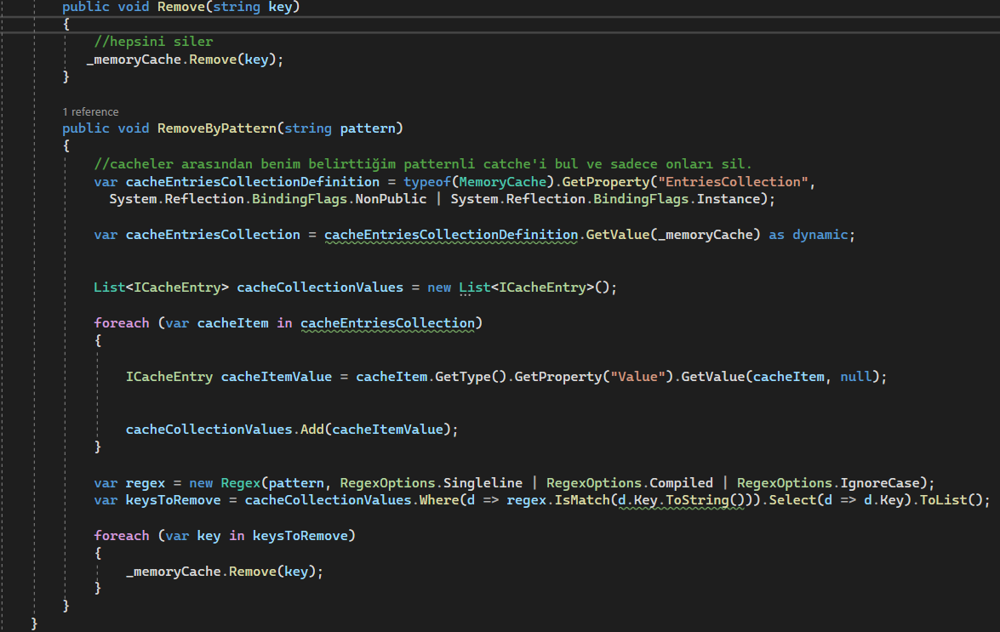 public void Remove(string key)
{
//hepsini siler
_memoryCache.Remove(key);
}
1 reference
public void RemoveByPattern(string pattern)
{
//cacheler arasından benim belirttiğim patternli catche'i bul ve sadece onları sil.
var cacheEntriesCollectionDefinition = typeof(MemoryCache).GetProperty("EntriesCollection",
System.Reflection.BindingFlags.NonPublic | System.Reflection.BindingFlags.Instance);
var cacheEntriesCollection = cacheEntriesCollectionDefinition.GetValue(_memoryCache) as dynamic;
List<ICacheEntry> cacheCollectionValues = new List<ICacheEntry>();
foreach (var cacheItem in cacheEntriesCollection)
{
ICacheEntry cacheItemValue = cacheItem.GetType().GetProperty("Value").GetValue(cacheItem, null);
cacheCollectionValues.Add(cacheItemValue);
}
var regex = new Regex(pattern, RegexOptions.Singleline | RegexOptions.Compiled | RegexOptions.IgnoreCase);
var keysToRemove = cacheCollectionValues.Where(d => regex.IsMatch(d.Key.ToString())).Select(d => d.Key).ToList();
foreach (var key in keysToRemove)
{
_memoryCache.Remove(key);
}
}
}